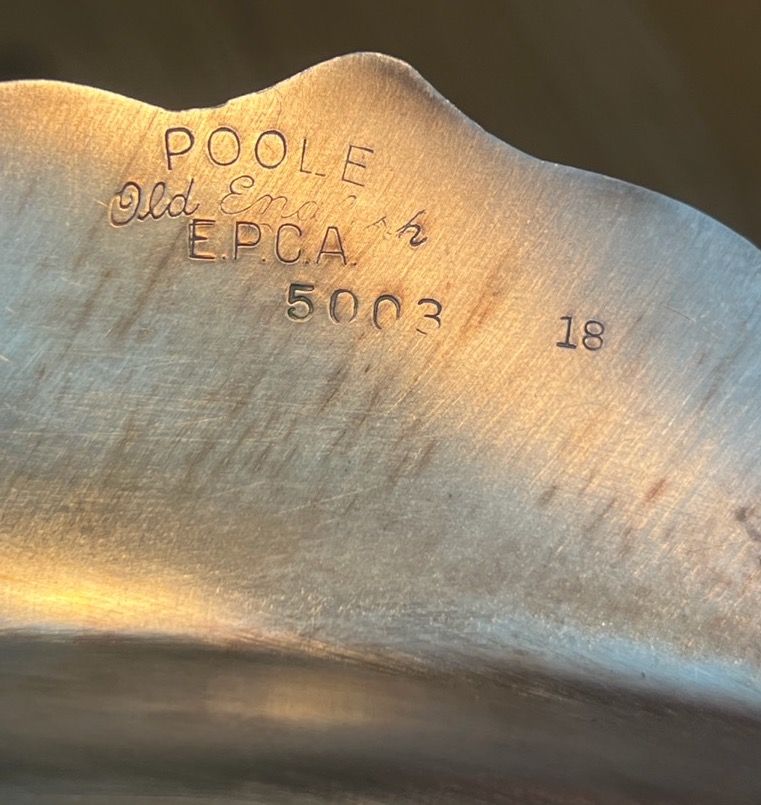 POOLE
Old English
E.P.C.A.
5003 18